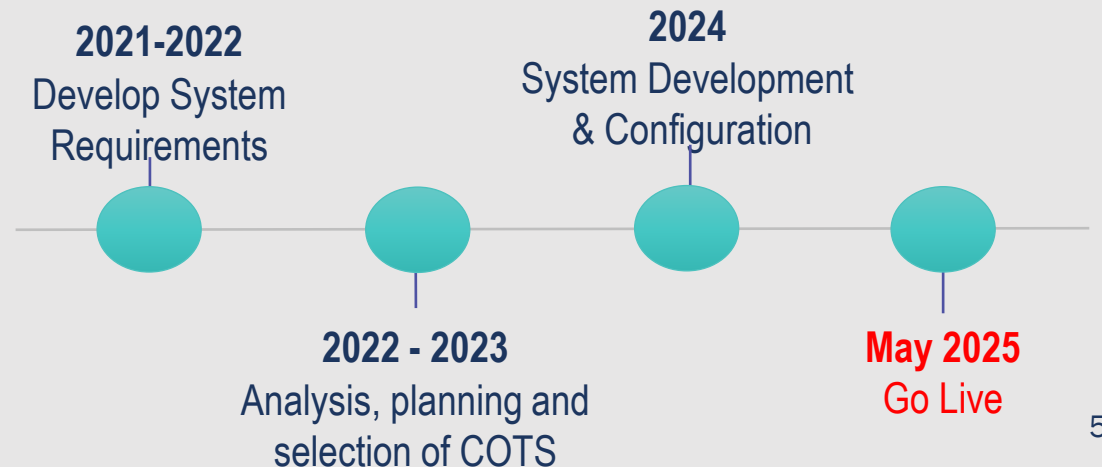 2021-2022
Develop System
Requirements
2022 - 2023
Analysis, planning and
selection of COTS
2024
System Development
& Configuration
May 2025
Go Live
5